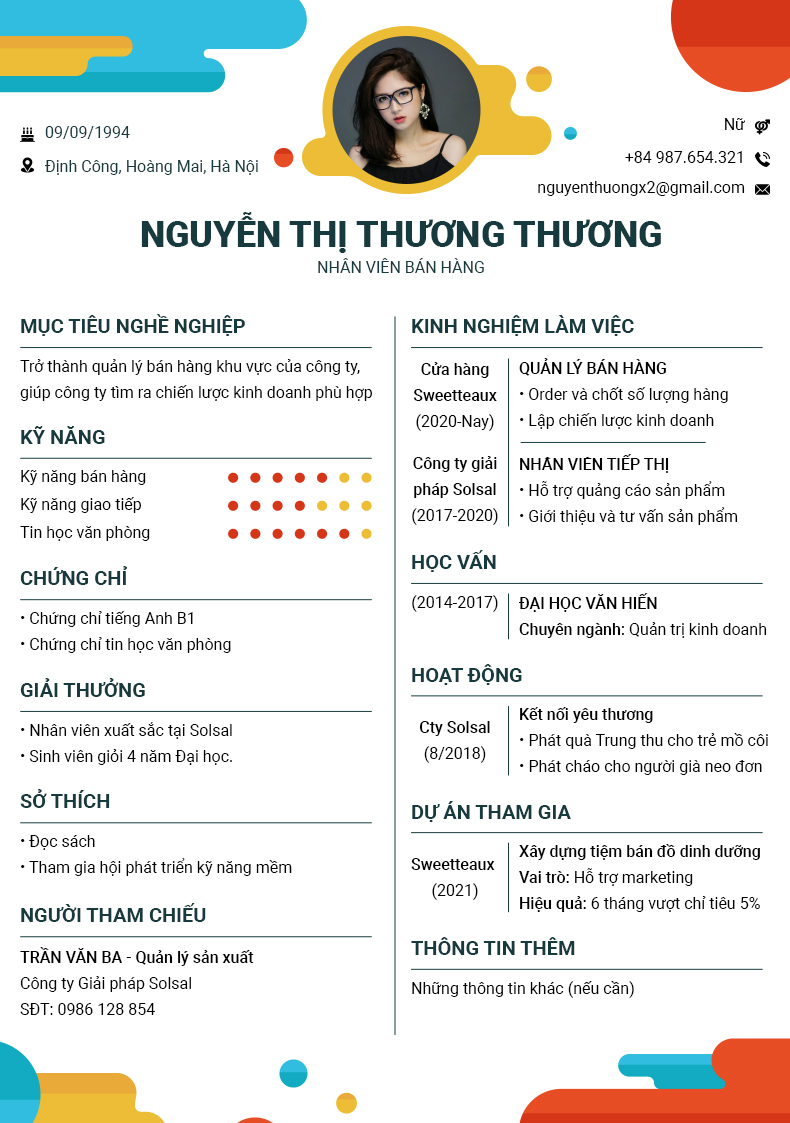 09/09/1994
Định Công, Hoàng Mai, Hà Nội
Nữ
+84 987.654.321
nguyenthuongx2@gmail.com
NGUYỄN THỊ THƯƠNG THƯƠNG
NHÂN VIÊN BÁN HÀNG
MỤC TIÊU NGHỀ NGHIỆP
Trở thành quản lý bán hàng khu vực của công ty,
giúp công ty tìm ra chiến lược kinh doanh phù hợp
KỸ NĂNG
Kỹ năng bán hàng
Kỹ năng giao tiếp
Tin học văn phòng
CHỨNG CHỈ
• Chứng chỉ tiếng Anh B1
• Chứng chỉ tin học văn phòng
GIẢI THƯỞNG
• Nhân viên xuất sắc tại Solsal
• Sinh viên giỏi 4 năm Đại học.
SỞ THÍCH
• Đọc sách
• Tham gia hội phát triển kỹ năng mềm
NGƯỜI THAM CHIẾU
TRẦN VĂN BA - Quản lý sản xuất
Công ty Giải pháp Solsal
SĐT: 0986 128 854
KINH NGHIỆM LÀM VIỆC
Cửa hàng
Sweetteaux
(2020-Nay)
QUẢN LÝ BÁN HÀNG
• Order và chốt số lượng hàng
• Lập chiến lược kinh doanh
Công ty giải
pháp Solsal
(2017-2020)
NHÂN VIÊN TIẾP THỊ
• Hỗ trợ quảng cáo sản phẩm
• Giới thiệu và tư vấn sản phẩm
HỌC VẤN
(2014-2017)
ĐẠI HỌC VĂN HIẾN
Chuyên ngành: Quản trị kinh doanh
HOẠT ĐỘNG
Cty Solsal
(8/2018)
Kết nối yêu thương
• Phát quà Trung thu cho trẻ mồ côi
• Phát cháo cho người già neo đơn
DỰ ÁN THAM GIA
Sweetteaux
(2021)
Xây dựng tiệm bán đồ dinh dưỡng
Vai trò: Hỗ trợ marketing
Hiệu quả: 6 tháng vượt chỉ tiêu 5%
THÔNG TIN THÊM
Những thông tin khác (nếu cần)